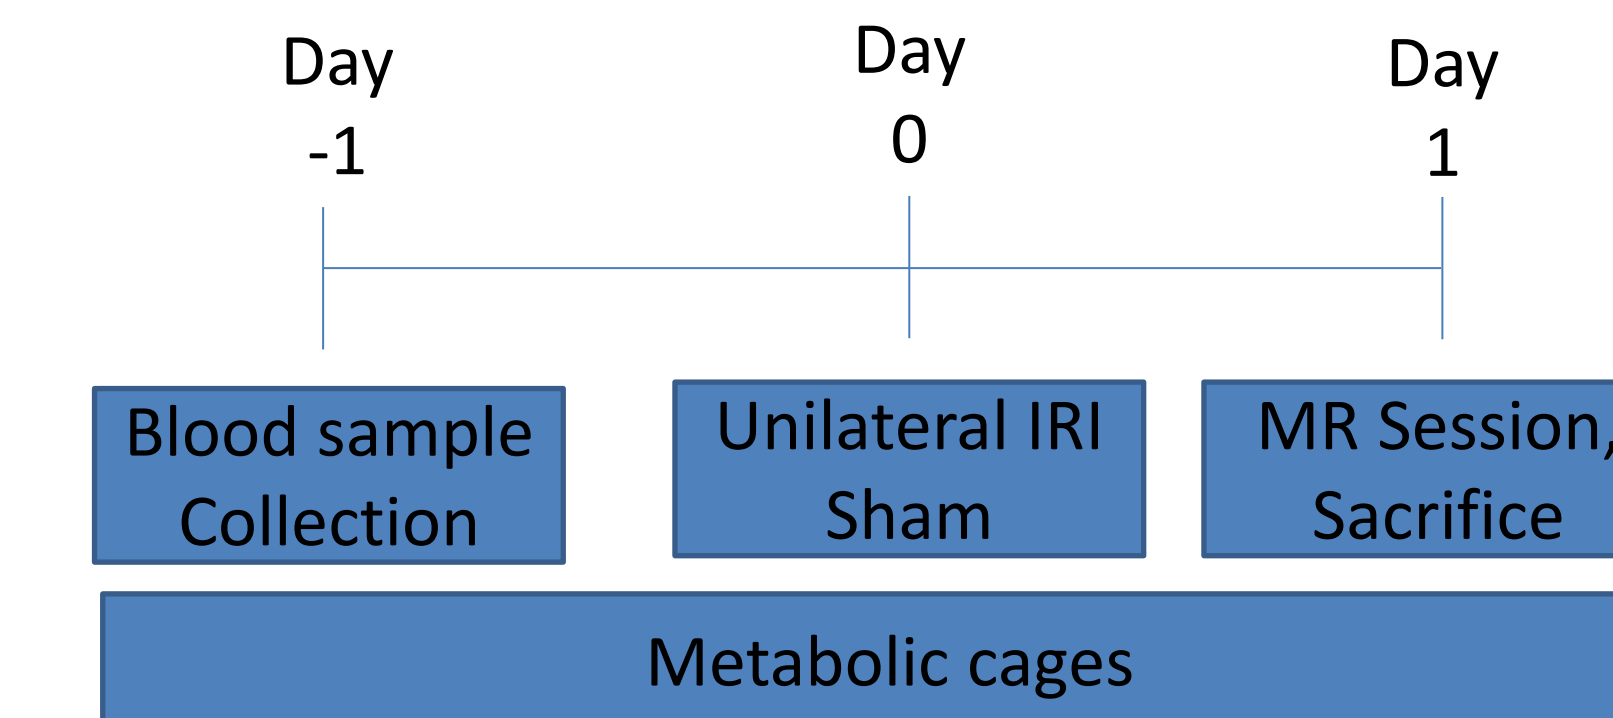 Day
-1
Day
0
Day
1
Blood sample
Collection
Unilateral IRI
Sham
MR Session,
Sacrifice
Metabolic cages